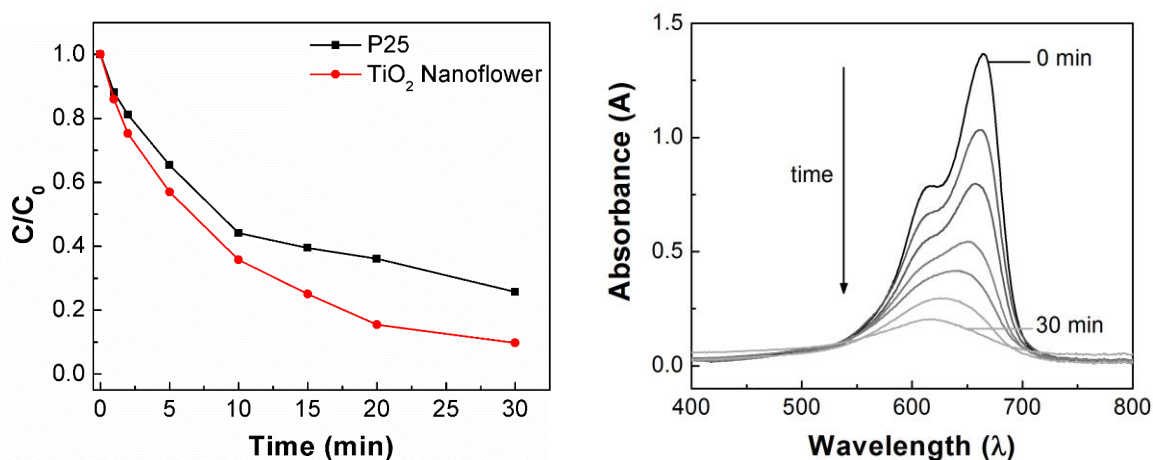 P25
TiO₂ Nanoflower
1.0
0.8
0.6
0.4
0.2
0.0
C/C₀
0 5 10 15 20 25 30
Time (min)
1.5
1.0
0.5
0.0
Absorbance (A)
0 min
time
30 min
400 500 600 700 800
Wavelength (λ)